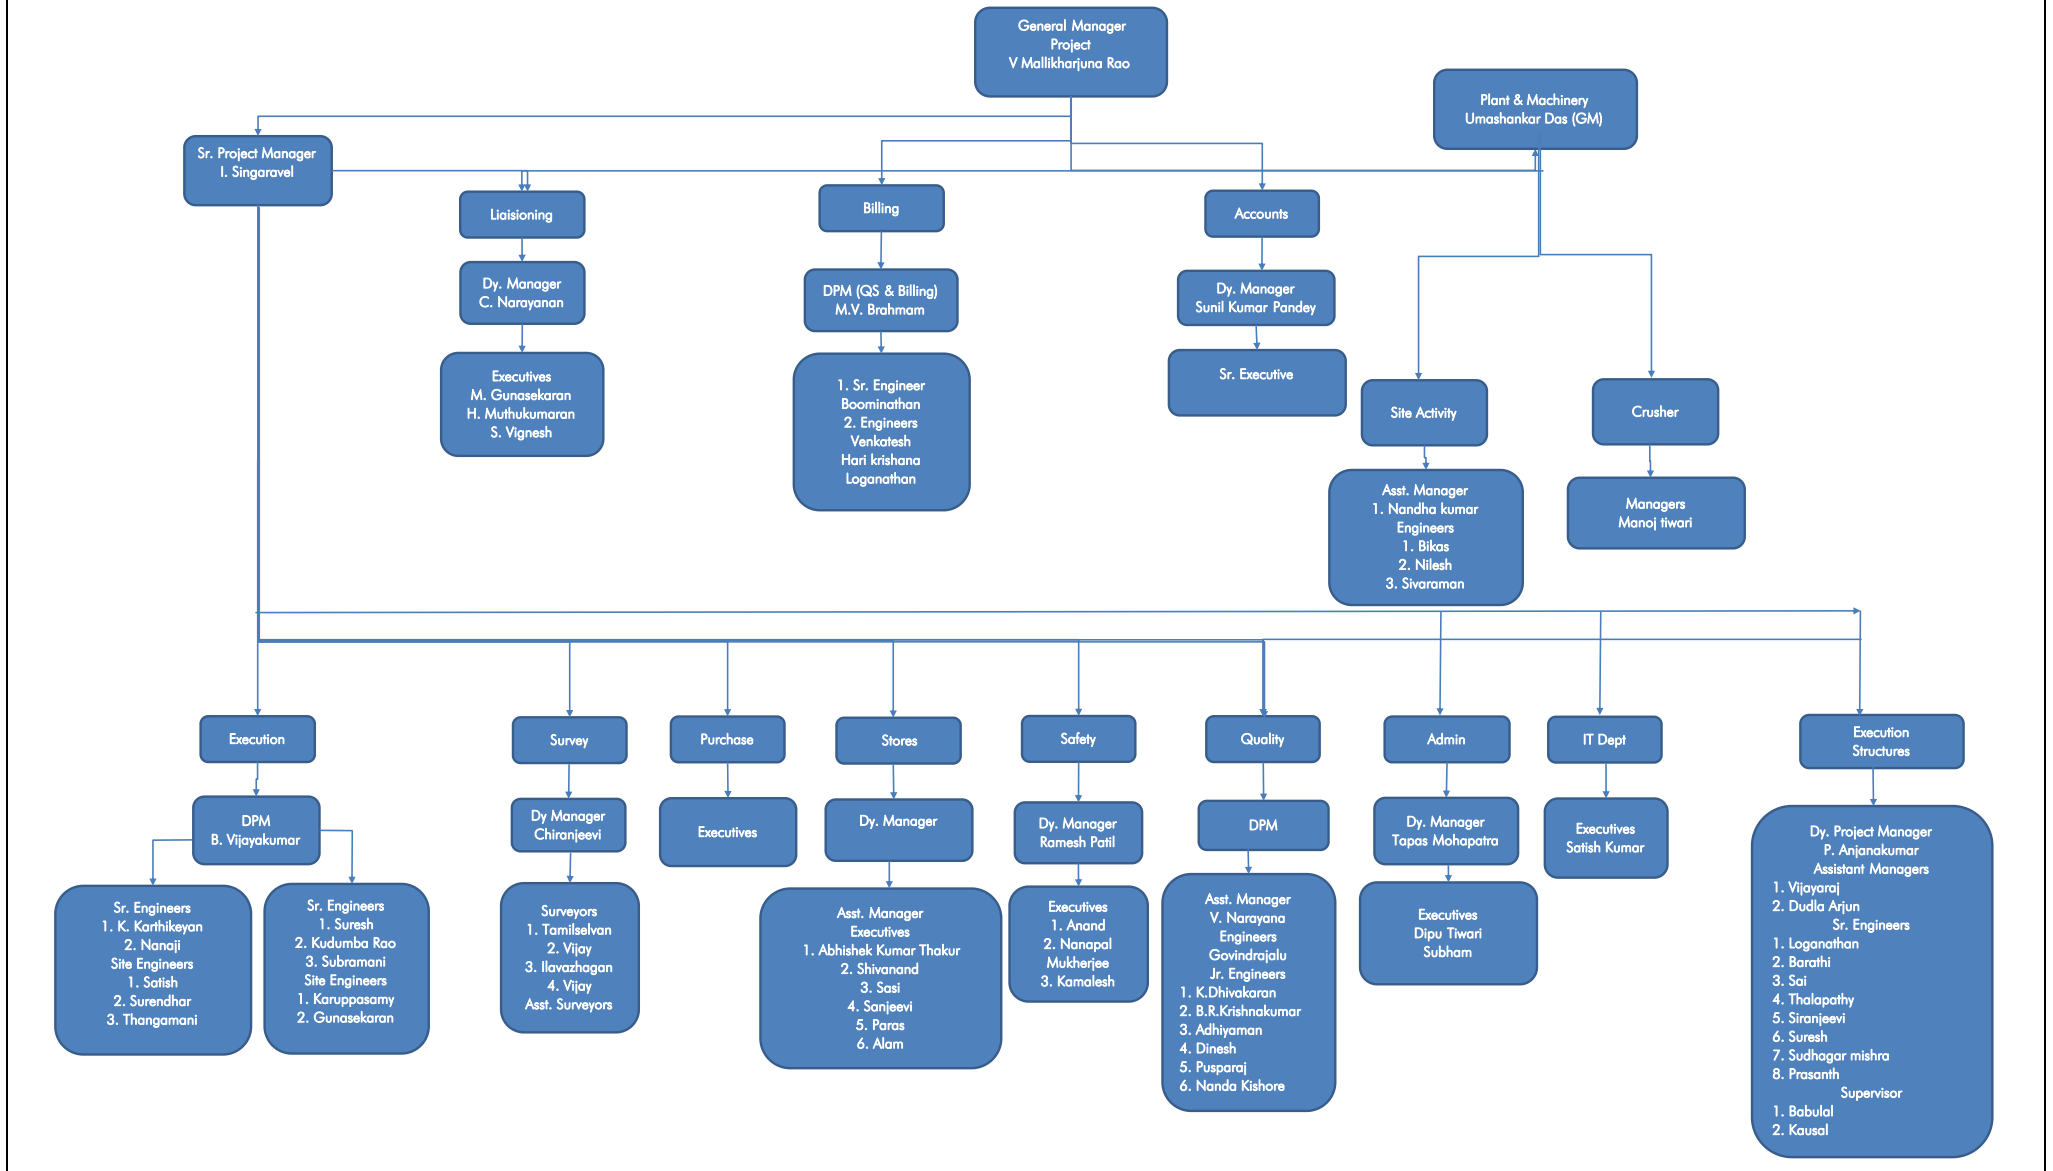 General Manager
Project
V Mallikharjuna Rao
Plant & Machinery
Umashankar Das (GM)
Sr. Project Manager
I. Singaravel
Liaisioning
Billing
Accounts
Dy. Manager
C. Narayanan
DPM (QS & Billing)
M.V. Brahmam
Dy. Manager
Sunil Kumar Pandey
Executives
M. Gunasekaran
H. Muthukumaran
S. Vignesh
1. Sr. Engineer
Boominathan
2. Engineers
Venkatesh
Hari krishana
Loganathan
Sr. Executive
Site Activity
Crusher
Asst. Manager
1. Nandha kumar
Engineers
1. Bikas
2. Nilesh
3. Sivaraman
Managers
Manoj tiwari
Execution
Survey
Purchase
Stores
Safety
Quality
Admin
IT Dept
Execution
Structures
DPM
B. Vijayakumar
Dy Manager
Chiranjeevi
Executives
Dy. Manager
Dy. Manager
Ramesh Patil
DPM
Dy. Manager
Tapas Mohapatra
Executives
Satish Kumar
Sr. Engineers
1. K. Karthikeyan
2. Nanaji
Site Engineers
1. Satish
2. Surendhar
3. Thangamani
Sr. Engineers
1. Suresh
2. Kudumba Rao
3. Subramani
Site Engineers
1. Karuppasamy
2. Gunasekaran
Surveyors
1. Tamilselvan
2. Vijay
3. Ilavazhagan
4. Vijay
Asst. Surveyors
Asst. Manager
Executives
1. Abhishek Kumar Thakur
2. Shivanand
3. Sasi
4. Sanjeevi
5. Paras
6. Alam
Executives
1. Anand
2. Nanapal
Mukherjee
3. Kamalesh
Asst. Manager
V. Narayana
Engineers
Govindrajalu
Jr. Engineers
1. K.Dhivakaran
2. B.R.Krishnakumar
3. Adhiyaman
4. Dinesh
5. Pusparaj
6. Nanda Kishore
Executives
Dipu Tiwari
Subham
Dy. Project Manager
P. Anjanakumar
Assistant Managers
1. Vijayaraj
2. Dudla Arjun
Sr. Engineers
1. Loganathan
2. Barathi
3. Sai
4. Thalapathy
5. Siranjeevi
6. Suresh
7. Sudhagar mishra
8. Prasanth
Supervisor
1. Babulal
2. Kausal